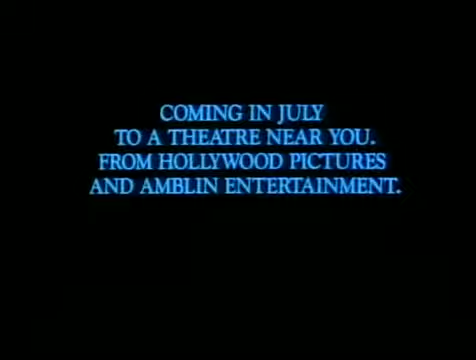 COMING IN JULY
TO A THEATRE NEAR YOU.
FROM HOLLYWOOD PICTURES
AND AMBLIN ENTERTAINMENT.